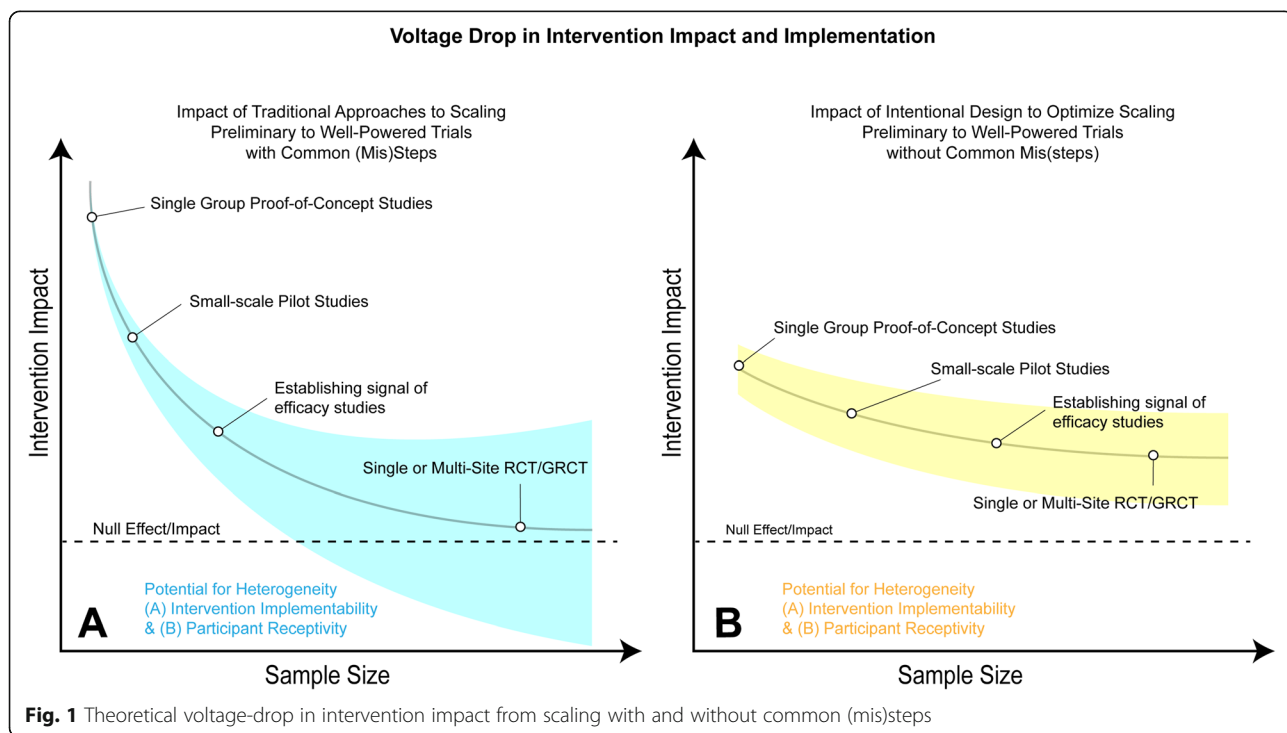 Voltage Drop in Intervention Impact and Implementation
Impact of Traditional Approaches to Scaling
Preliminary to Well-Powered Trials
with Common (Mis)Steps
Intervention Impact
Single Group Proof-of-Concept Studies
Small-scale Pilot Studies
Establishing signal of
efficacy studies
Single or Multi-Site RCT/GRCT
Null Effect/Impact
Potential for Heterogeneity
(A) Intervention Implementability
& (B) Participant Receptivity
A
Sample Size
Impact of Intentional Design to Optimize Scaling
Preliminary to Well-Powered Trials
without Common Mis(steps)
Intervention Impact
Single Group Proof-of-Concept Studies
Small-scale Pilot Studies
Establishing signal of
efficacy studies
Single or Multi-Site RCT/GRCT
Null Effect/Impact
Potential for Heterogeneity
(A) Intervention Implementability
& (B) Participant Receptivity
B
Sample Size
Fig. 1 Theoretical voltage-drop in intervention impact from scaling with and without common (mis)steps